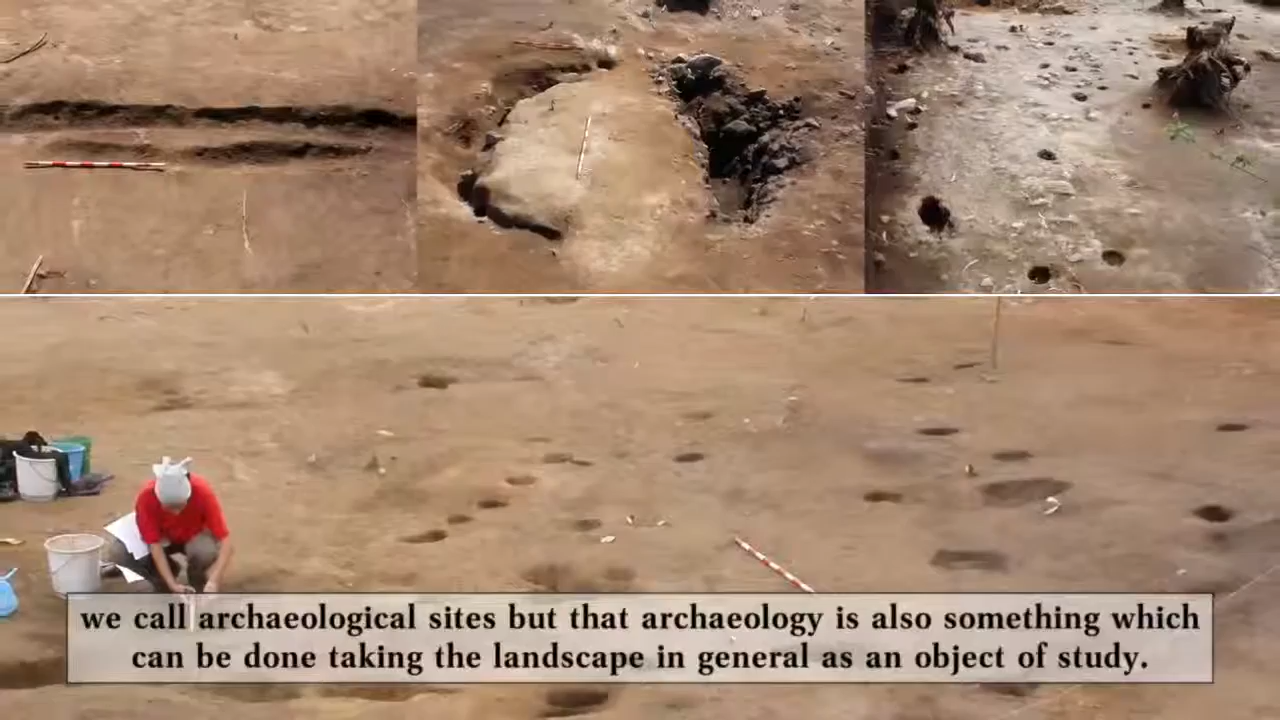 we call archaeological sites but that archaeology is also something which
can be done taking the landscape in general as an object of study.